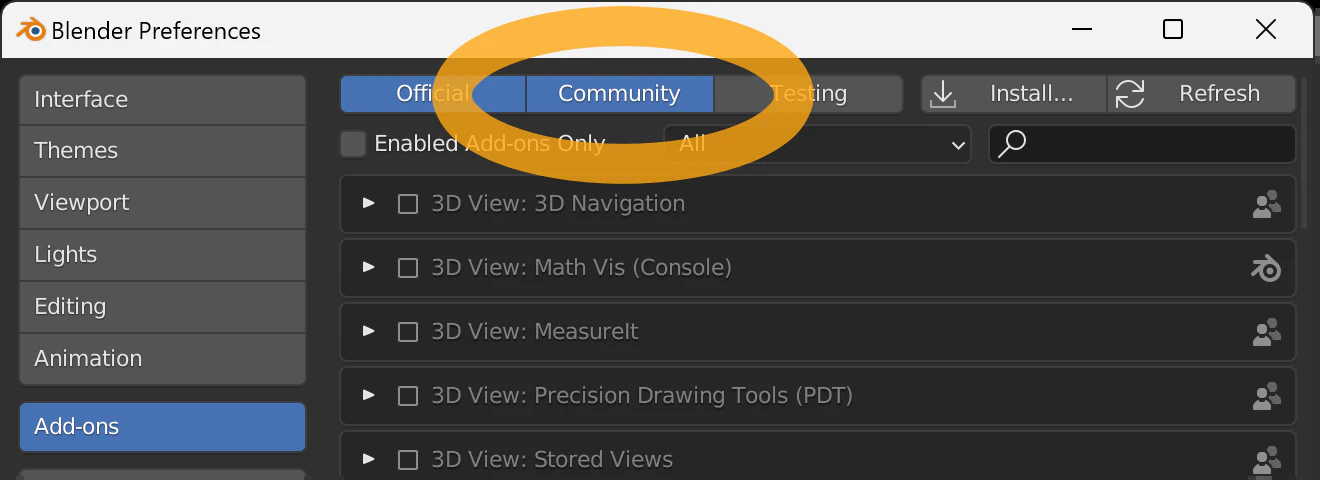 Blender Preferences
Interface
Themes
Viewport
Lights
Editing
Animation
Add-ons
Official Community Testing Install... Refresh
Enabled Add-ons Only All
3D View: 3D Navigation
3D View: Math Vis (Console)
3D View: MeasureIt
3D View: Precision Drawing Tools (PDT)
3D View: Stored Views